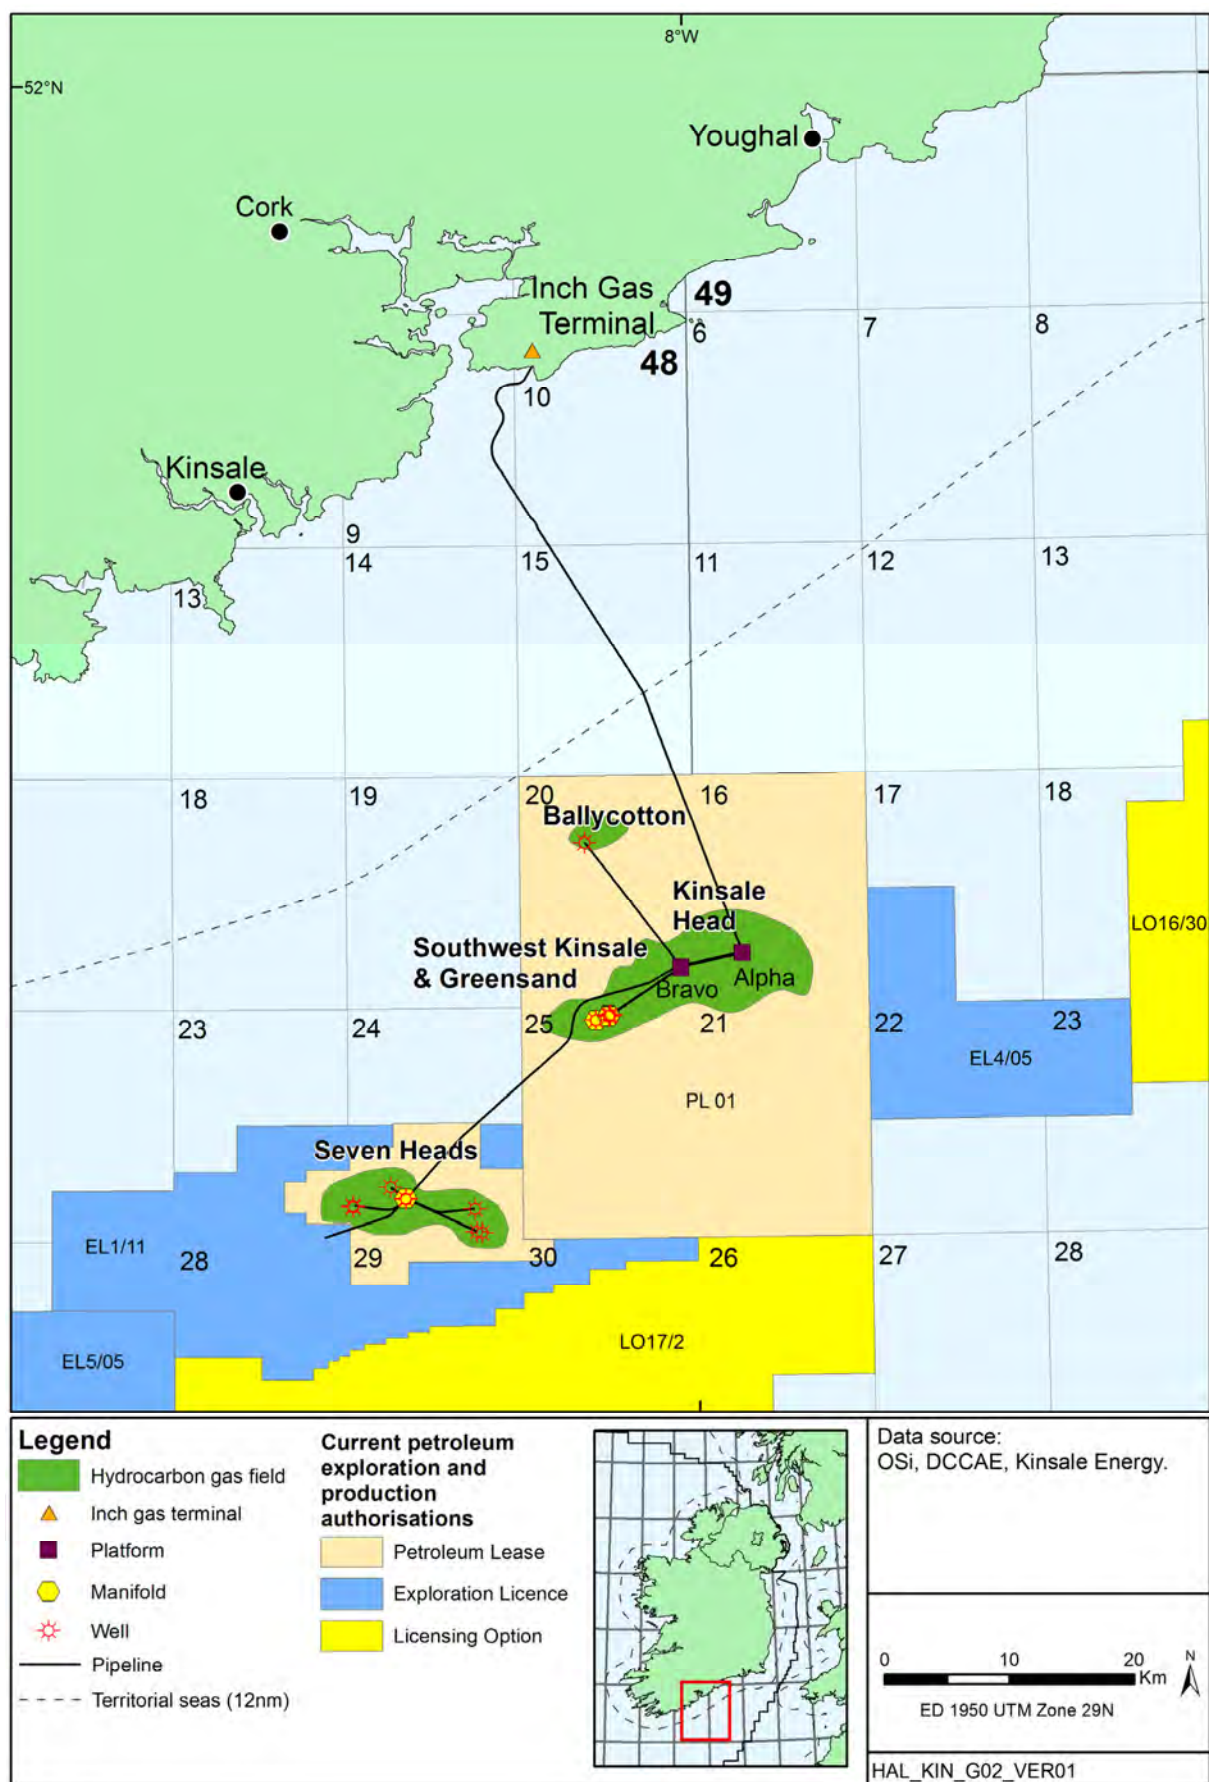 8°W
52°N
Youghal
Cork
Inch Gas
Terminal
49
48
6
7
8
10
Kinsale
9
14
15
11
12
13
13
20
16
17
18
18
19
Ballycotton
Kinsale
Head
LO16/30
Southwest Kinsale
& Greensand
Bravo
Alpha
23
24
25
21
22
23
EL4/05
PL 01
Seven Heads
EL1/11
28
29
30
26
27
28
EL5/05
LO17/2
Legend
Hydrocarbon gas field
Inch gas terminal
Platform
Manifold
Well
Pipeline
Territorial seas (12nm)
Current petroleum
exploration and
production
authorisations
Petroleum Lease
Exploration Licence
Licensing Option
Data source:
OSi, DCCAE, Kinsale Energy.
0 10 20
Km
N
ED 1950 UTM Zone 29N
HAL_KIN_G02_VER01